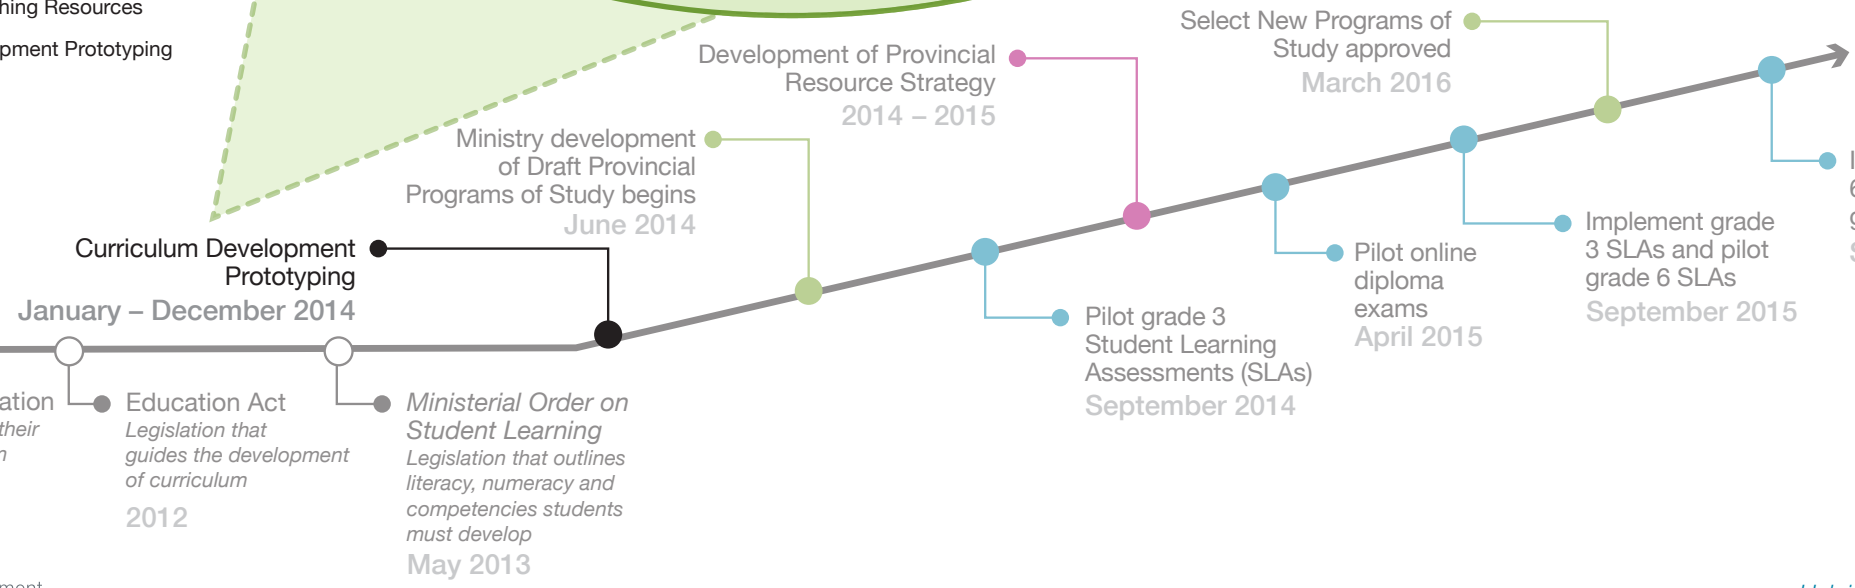 hing Resources
pment Prototyping
Select New Programs of
Study approved
March 2016
Development of Provincial
Resource Strategy
2014 – 2015
Ministry development
of Draft Provincial
Programs of Study begins
June 2014
Curriculum Development
Prototyping
January – December 2014
Implement grade
3 SLAs and pilot
grade 6 SLAs
September 2015
Pilot online
diploma
exams
April 2015
Pilot grade 3
Student Learning
Assessments (SLAs)
September 2014
ation
their
n
Education Act
Legislation that
guides the development
of curriculum
2012
Ministerial Order on
Student Learning
Legislation that outlines
literacy, numeracy and
competencies students
must develop
May 2013